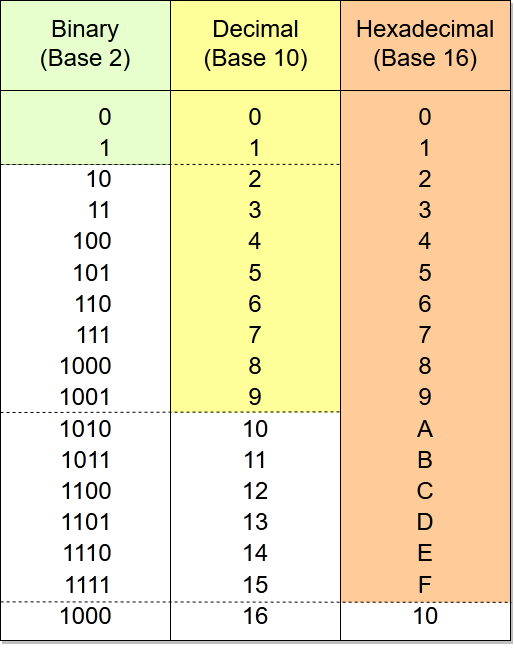 Binary (Base 2) Decimal (Base 10) Hexadecimal (Base 16)
0 0 0
1 1 1
10 2 2
11 3 3
100 4 4
101 5 5
110 6 6
111 7 7
1000 8 8
1001 9 9
1010 10 A
1011 11 B
1100 12 C
1101 13 D
1110 14 E
1111 15 F
1000 16 10